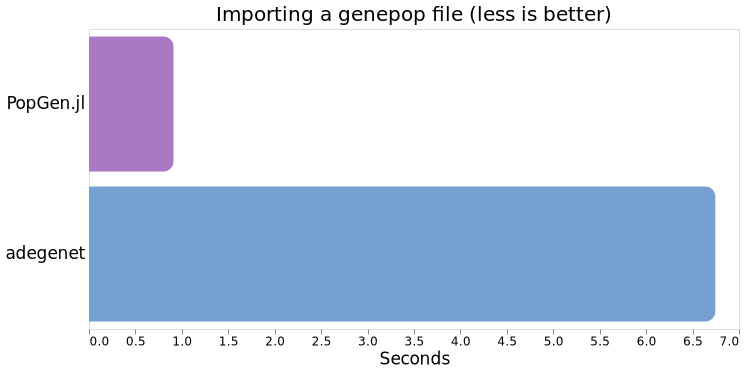 Importing a genepop file (less is better)
PopGen.jl
adegenet
0.0 0.5 1.0 1.5 2.0 2.5 3.0 3.5 4.0 4.5 5.0 5.5 6.0 6.5 7.0
Seconds